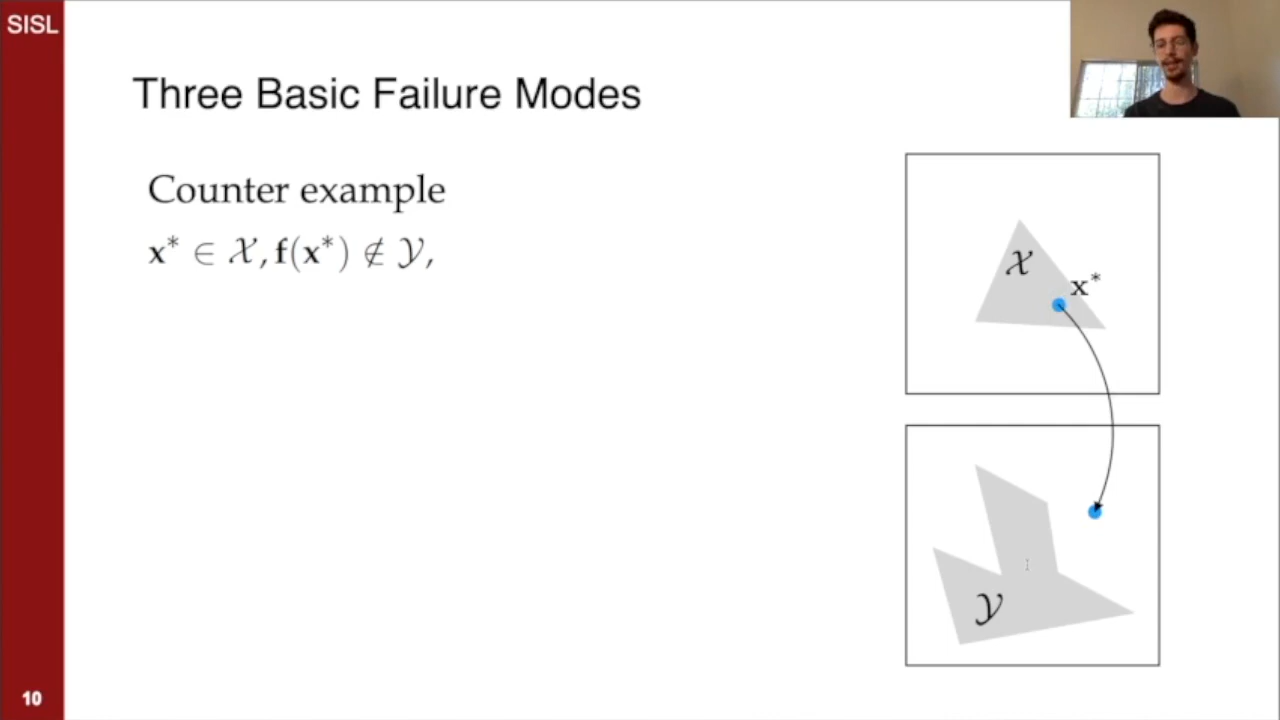 SISL
Three Basic Failure Modes
Counter example
x* ∈ 𝒳, f(x*) ∉ 𝒴,
𝒳
x*
𝒴
10